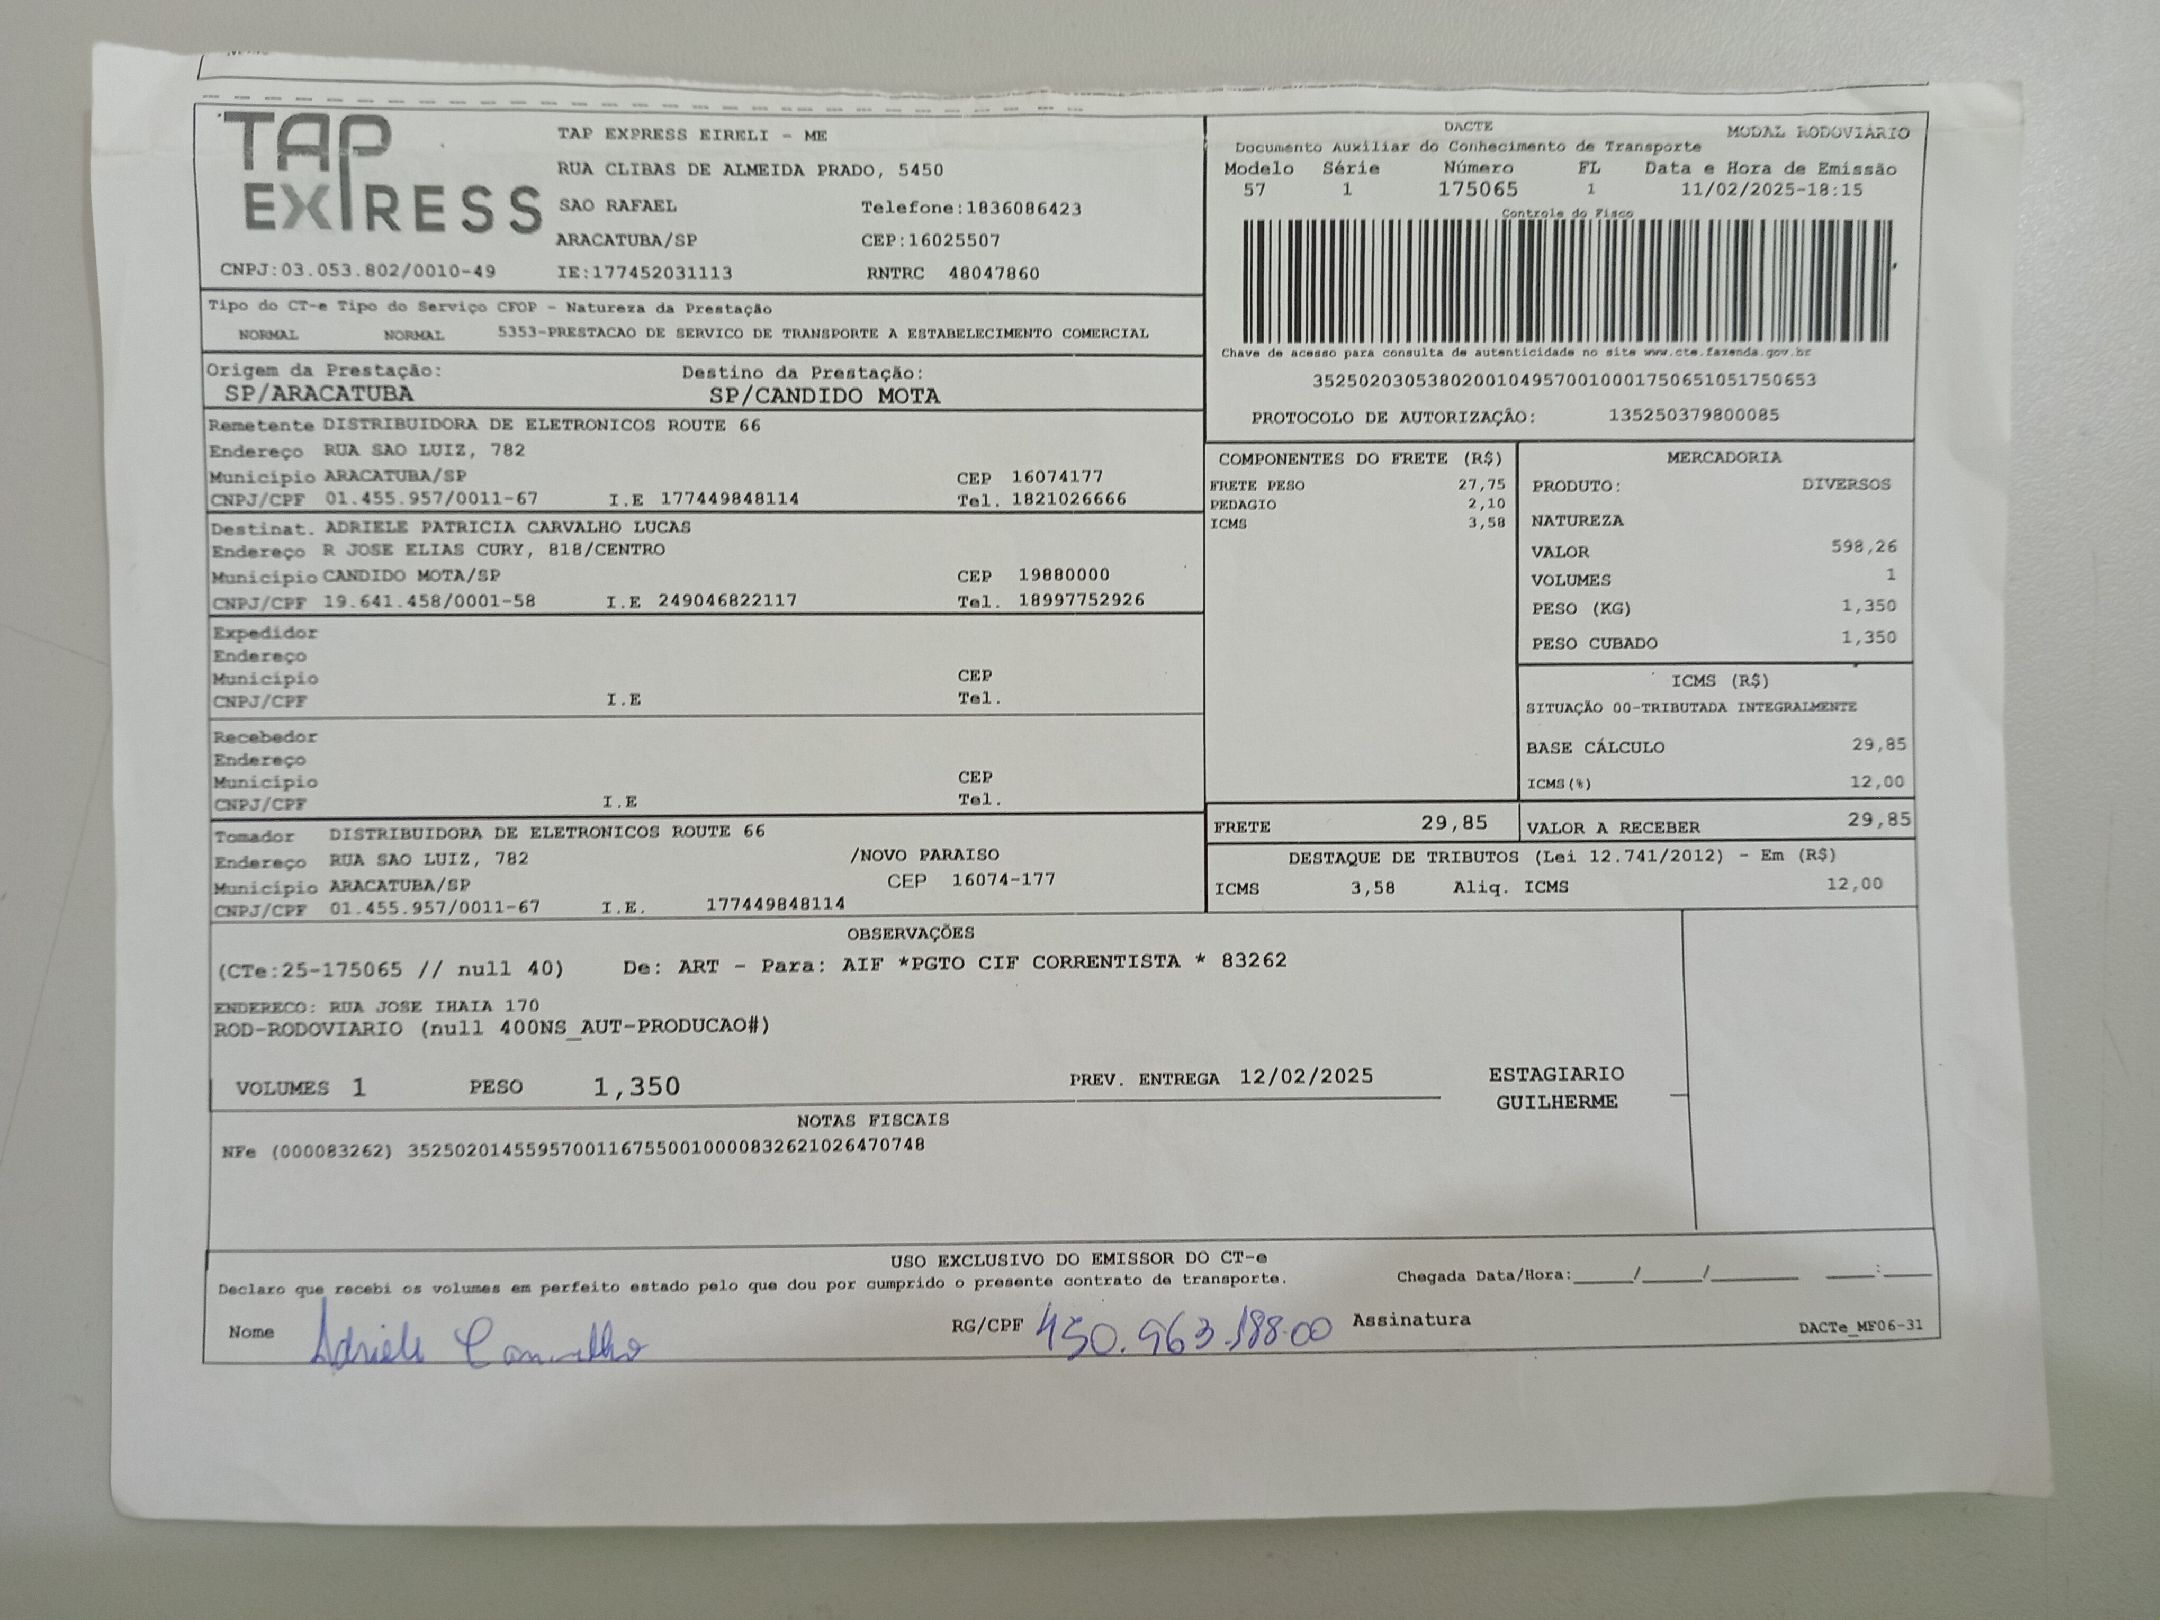 TAP EXPRESS
TAP EXPRESS EIRELI - ME
RUA CLIBAS DE ALMEIDA PRADO, 5450
SAO RAFAEL Telefone:1836086423
ARACATUBA/SP CEP:16025507
CNPJ:03.053.802/0010-49 IE:177452031113 RNTRC 48047860
DACTE MODAL RODOVIÁRIO
Documento Auxiliar do Conhecimento de Transporte
Modelo Série Número FL Data e Hora de Emissão
57 1 175065 1 11/02/2025-18:15
Controle do Fisco
Chave de acesso para consulta de autenticidade no site www.cte.fazenda.gov.br
35250203053802001049570010001750651051750653
PROTOCOLO DE AUTORIZAÇÃO: 135250379800085
Tipo do CT-e Tipo do Serviço CFOP - Natureza da Prestação
NORMAL NORMAL 5353-PRESTACAO DE SERVICO DE TRANSPORTE A ESTABELECIMENTO COMERCIAL
Origem da Prestação: Destino da Prestação:
SP/ARACATUBA SP/CANDIDO MOTA
Remetente DISTRIBUIDORA DE ELETRONICOS ROUTE 66
Endereço RUA SAO LUIZ, 782
Município ARACATUBA/SP CEP 16074177
CNPJ/CPF 01.455.957/0011-67 I.E 177449848114 Tel. 1821026666
Destinat. ADRIELE PATRICIA CARVALHO LUCAS
Endereço R JOSE ELIAS CURY, 818/CENTRO
Município CANDIDO MOTA/SP CEP 19880000
CNPJ/CPF 19.641.458/0001-58 I.E 249046822117 Tel. 18997752926
Expedidor
Endereço
Município CEP
CNPJ/CPF I.E Tel.
Recebedor
Endereço
Município CEP
CNPJ/CPF I.E Tel.
Tomador DISTRIBUIDORA DE ELETRONICOS ROUTE 66
Endereço RUA SAO LUIZ, 782 /NOVO PARAISO
Município ARACATUBA/SP CEP 16074-177
CNPJ/CPF 01.455.957/0011-67 I.E. 177449848114
COMPONENTES DO FRETE (R$)
FRETE PESO 27,75
PEDAGIO 2,10
ICMS 3,58
MERCADORIA
PRODUTO: DIVERSOS
NATUREZA
VALOR 598,26
VOLUMES 1
PESO (KG) 1,350
PESO CUBADO 1,350
ICMS (R$)
SITUAÇÃO 00-TRIBUTADA INTEGRALMENTE
BASE CÁLCULO 29,85
ICMS(%) 12,00
FRETE 29,85 VALOR A RECEBER 29,85
DESTAQUE DE TRIBUTOS (Lei 12.741/2012) - Em (R$)
ICMS 3,58 Aliq. ICMS 12,00
OBSERVAÇÕES
(CTe:25-175065 // null 40) De: ART - Para: AIF *PGTO CIF CORRENTISTA * 83262
ENDERECO: RUA JOSE IHAIA 170
ROD-RODOVIARIO (null 400NS_AUT-PRODUCAO#)
VOLUMES 1 PESO 1,350 PREV. ENTREGA 12/02/2025 ESTAGIARIO
GUILHERME
NOTAS FISCAIS
NFe (000083262) 35250201455957001167550010000832621026470748
USO EXCLUSIVO DO EMISSOR DO CT-e
Declaro que recebi os volumes em perfeito estado pelo que dou por cumprido o presente contrato de transporte. Chegada Data/Hora:____/____/______ ___:___
Nome Adriele Carvalho RG/CPF 450.963.188.00 Assinatura DACTe_MF06-31